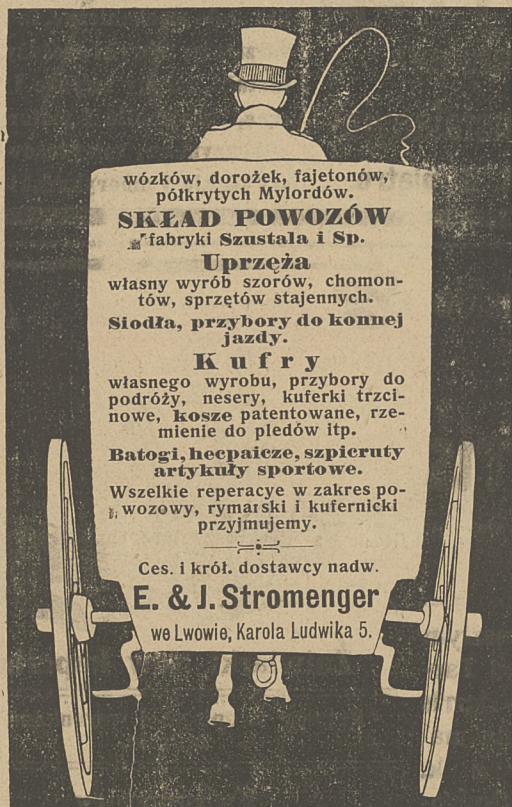 wózków, dorożek, fajetonów,
półkrytych Mylordów.
SKŁAD POWOZÓW
fabryki Szustala i Sp.
Uprzęża
własny wyrób szorów, chomon-
tów, sprzętów stajennych.
Siodła, przybory do konnej
jazdy.
Kufry
własnego wyrobu, przybory do
podróży, nesery, kuferki trzci-
nowe, kosze patentowane, rze-
mienie do pledów itp.
Batogi, hecpaicze, szpicruty
artykuły sportowe.
Wszelkie reperacye w zakres po-
wozowy, rymarski i kufernicki
przyjmujemy.
Ces. i król. dostawcy nadw.
E. & J. Stromenger
we Lwowie, Karola Ludwika 5.